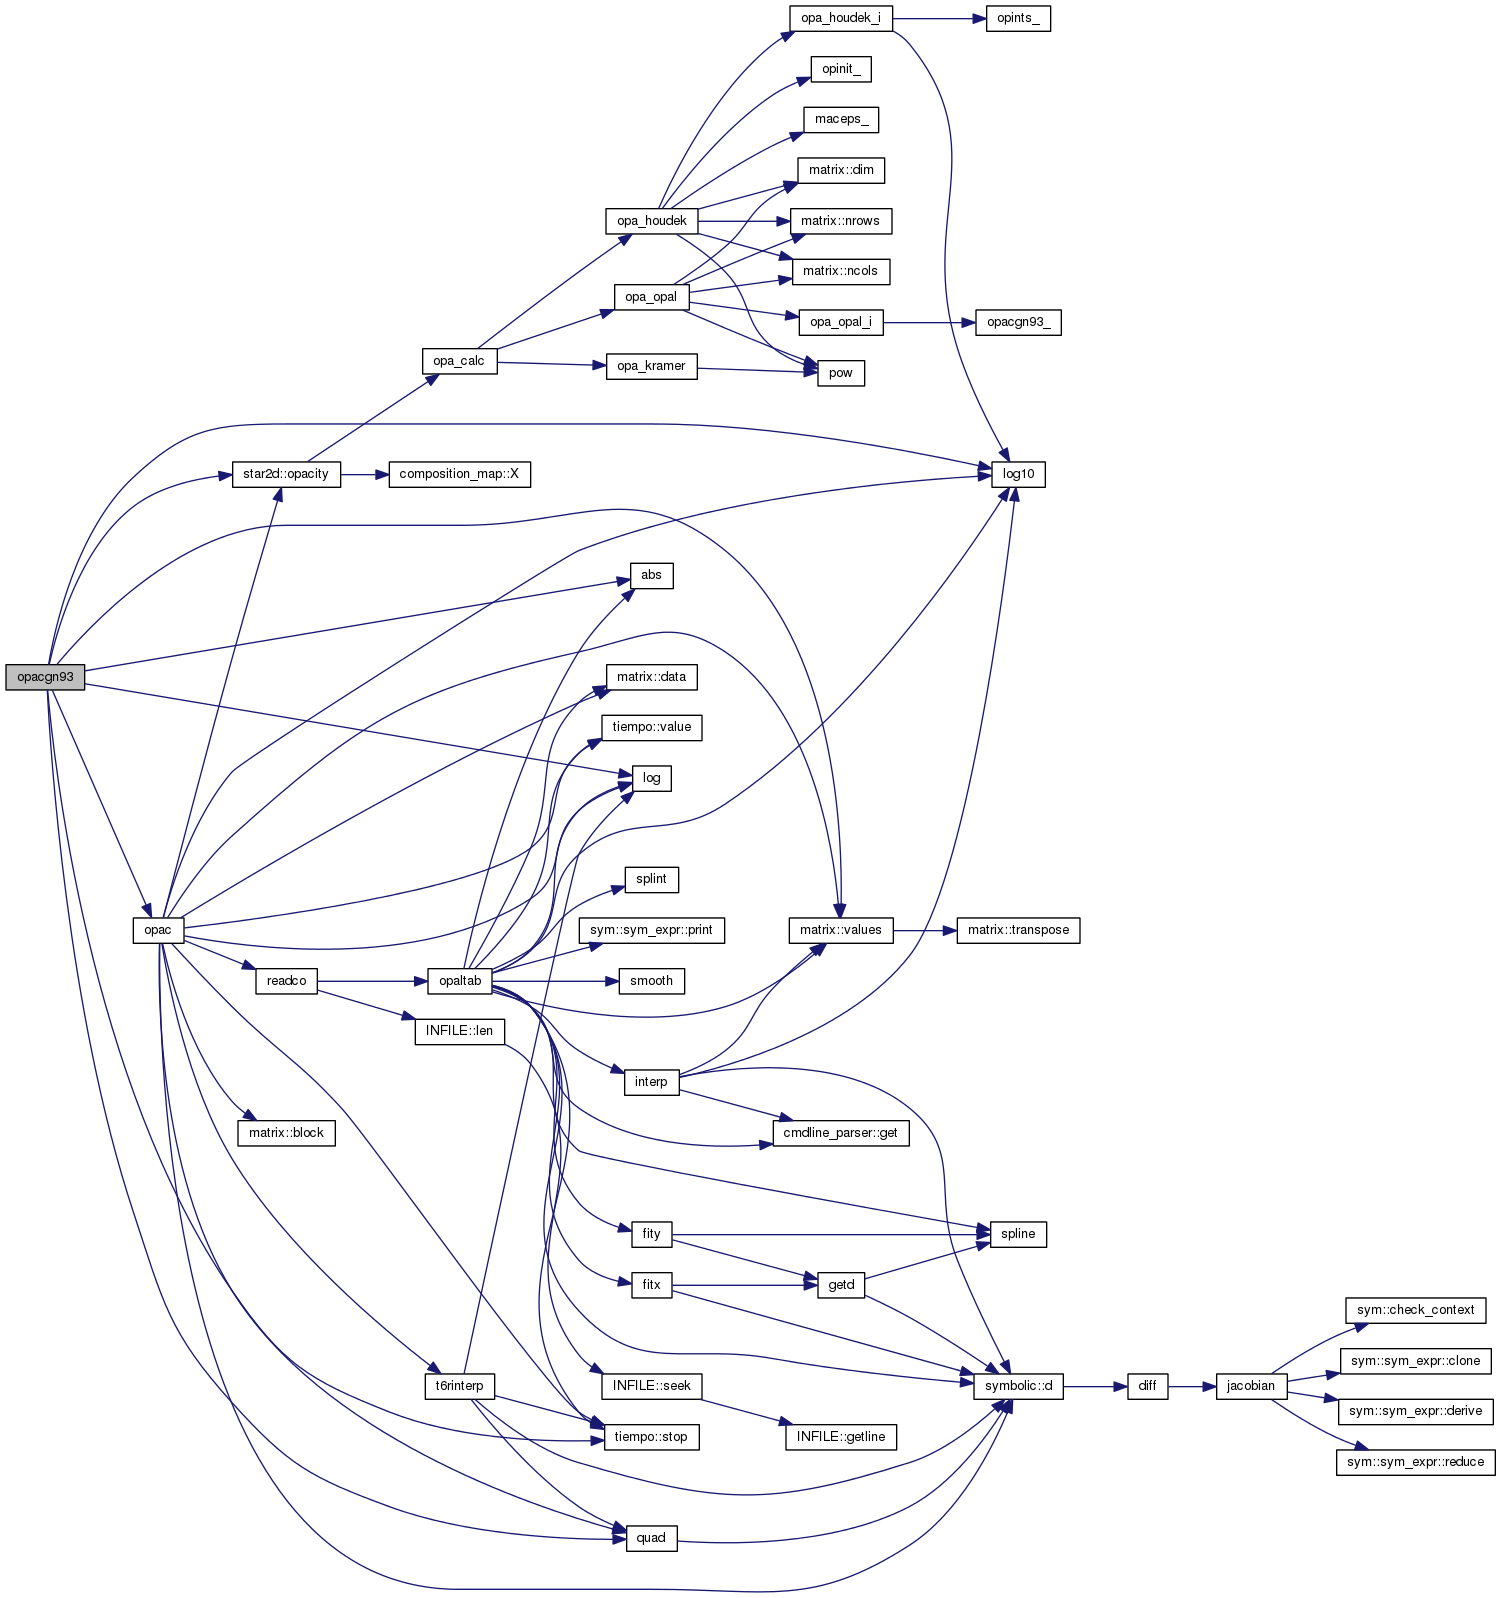 opa_houdek_i
opints_
opinit_
maceps_
matrix::dim
opa_houdek
matrix::nrows
matrix::ncols
opa_opal
opa_opal_i
opacgn93_
opa_calc
opa_kramer
pow
star2d::opacity
composition_map::X
log10
abs
opacgn93
matrix::data
tiempo::value
log
splint
opac
sym::sym_expr::print
matrix::values
matrix::transpose
readco
opaltab
smooth
INFILE::len
interp
matrix::block
cmdline_parser::get
fity
spline
fitx
getd
sym::check_context
sym::sym_expr::clone
t6rinterp
INFILE::seek
symbolic::d
diff
jacobian
sym::sym_expr::derive
tiempo::stop
INFILE::getline
sym::sym_expr::reduce
quad